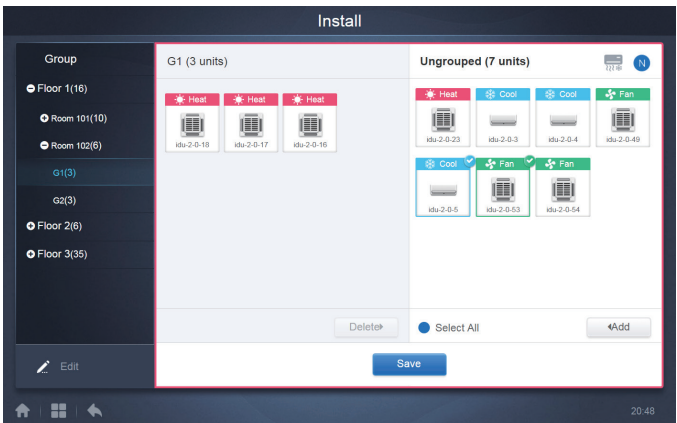 Install
Group
Floor 1(16)
Room 101(10)
Room 102(6)
G1(3)
G2(3)
Floor 2(6)
Floor 3(35)
Edit
G1 (3 units)
Heat Heat Heat
idu-2-0-18 idu-2-0-17 idu-2-0-16
Delete
Ungrouped (7 units)
N
Heat Cool Cool Fan
idu-2-0-23 idu-2-0-3 idu-2-0-4 idu-2-0-49
Cool Fan Fan
idu-2-0-5 idu-2-0-53 idu-2-0-54
Select All
Add
Save
20:48